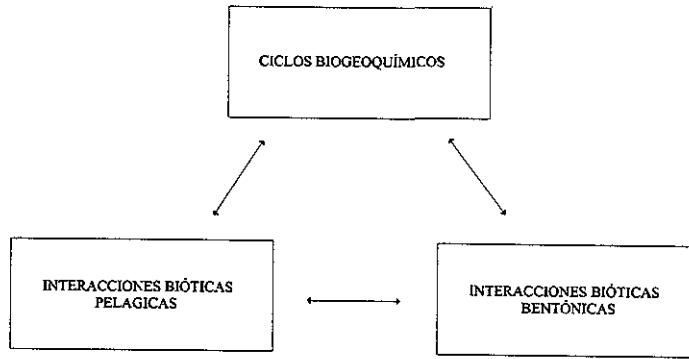 CICLOS BIOGEOQUÍMICOS
INTERACCIONES BIÓTICAS
PELAGICAS
INTERACCIONES BIÓTICAS
BENTÓNICAS